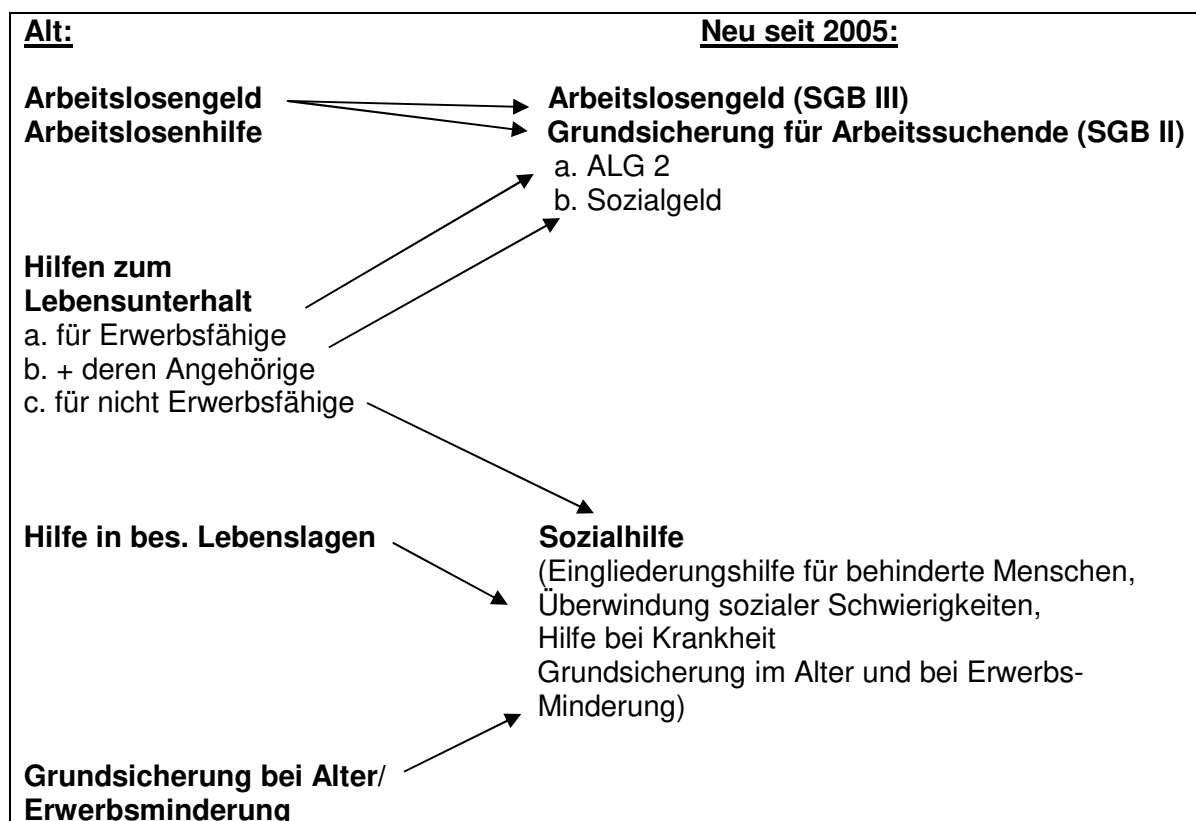 Alt:
Neu seit 2005:
Arbeitslosengeld
Arbeitslosenhilfe
Arbeitslosengeld (SGB III)
Grundsicherung für Arbeitssuchende (SGB II)
a. ALG 2
b. Sozialgeld
Hilfen zum
Lebensunterhalt
a. für Erwerbsfähige
b. + deren Angehörige
c. für nicht Erwerbsfähige
Hilfe in bes. Lebenslagen
Sozialhilfe
(Eingliederungshilfe für behinderte Menschen,
Überwindung sozialer Schwierigkeiten,
Hilfe bei Krankheit
Grundsicherung im Alter und bei Erwerbs-
Minderung)
Grundsicherung bei Alter/
Erwerbsminderung